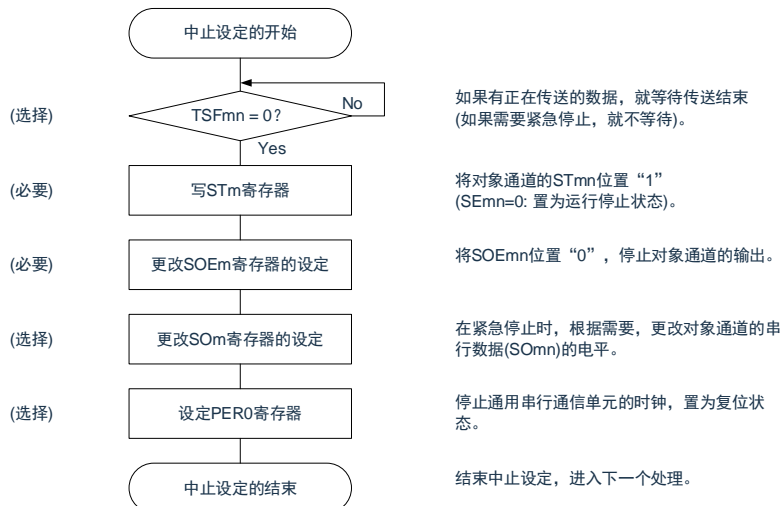 中止设定的开始
(选择)
TSFmn = 0?
No
如果有正在传送的数据，就等待传送结束
(如果需要紧急停止，就不等待)。
Yes
(必要)
写STm寄存器
将对象通道的STmn位置“1”
(SEmn=0: 置为运行停止状态)。
(必要)
更改SOEm寄存器的设定
将SOEmn位置“0”, 停止对象通道的输出。
(选择)
更改SOm寄存器的设定
在紧急停止时，根据需要，更改对象通道的串
行数据(SOmn)的电平。
(选择)
设定PER0寄存器
停止通用串行通信单元的时钟，置为复位状
态。
中止设定的结束
结束中止设定，进入下一个处理。